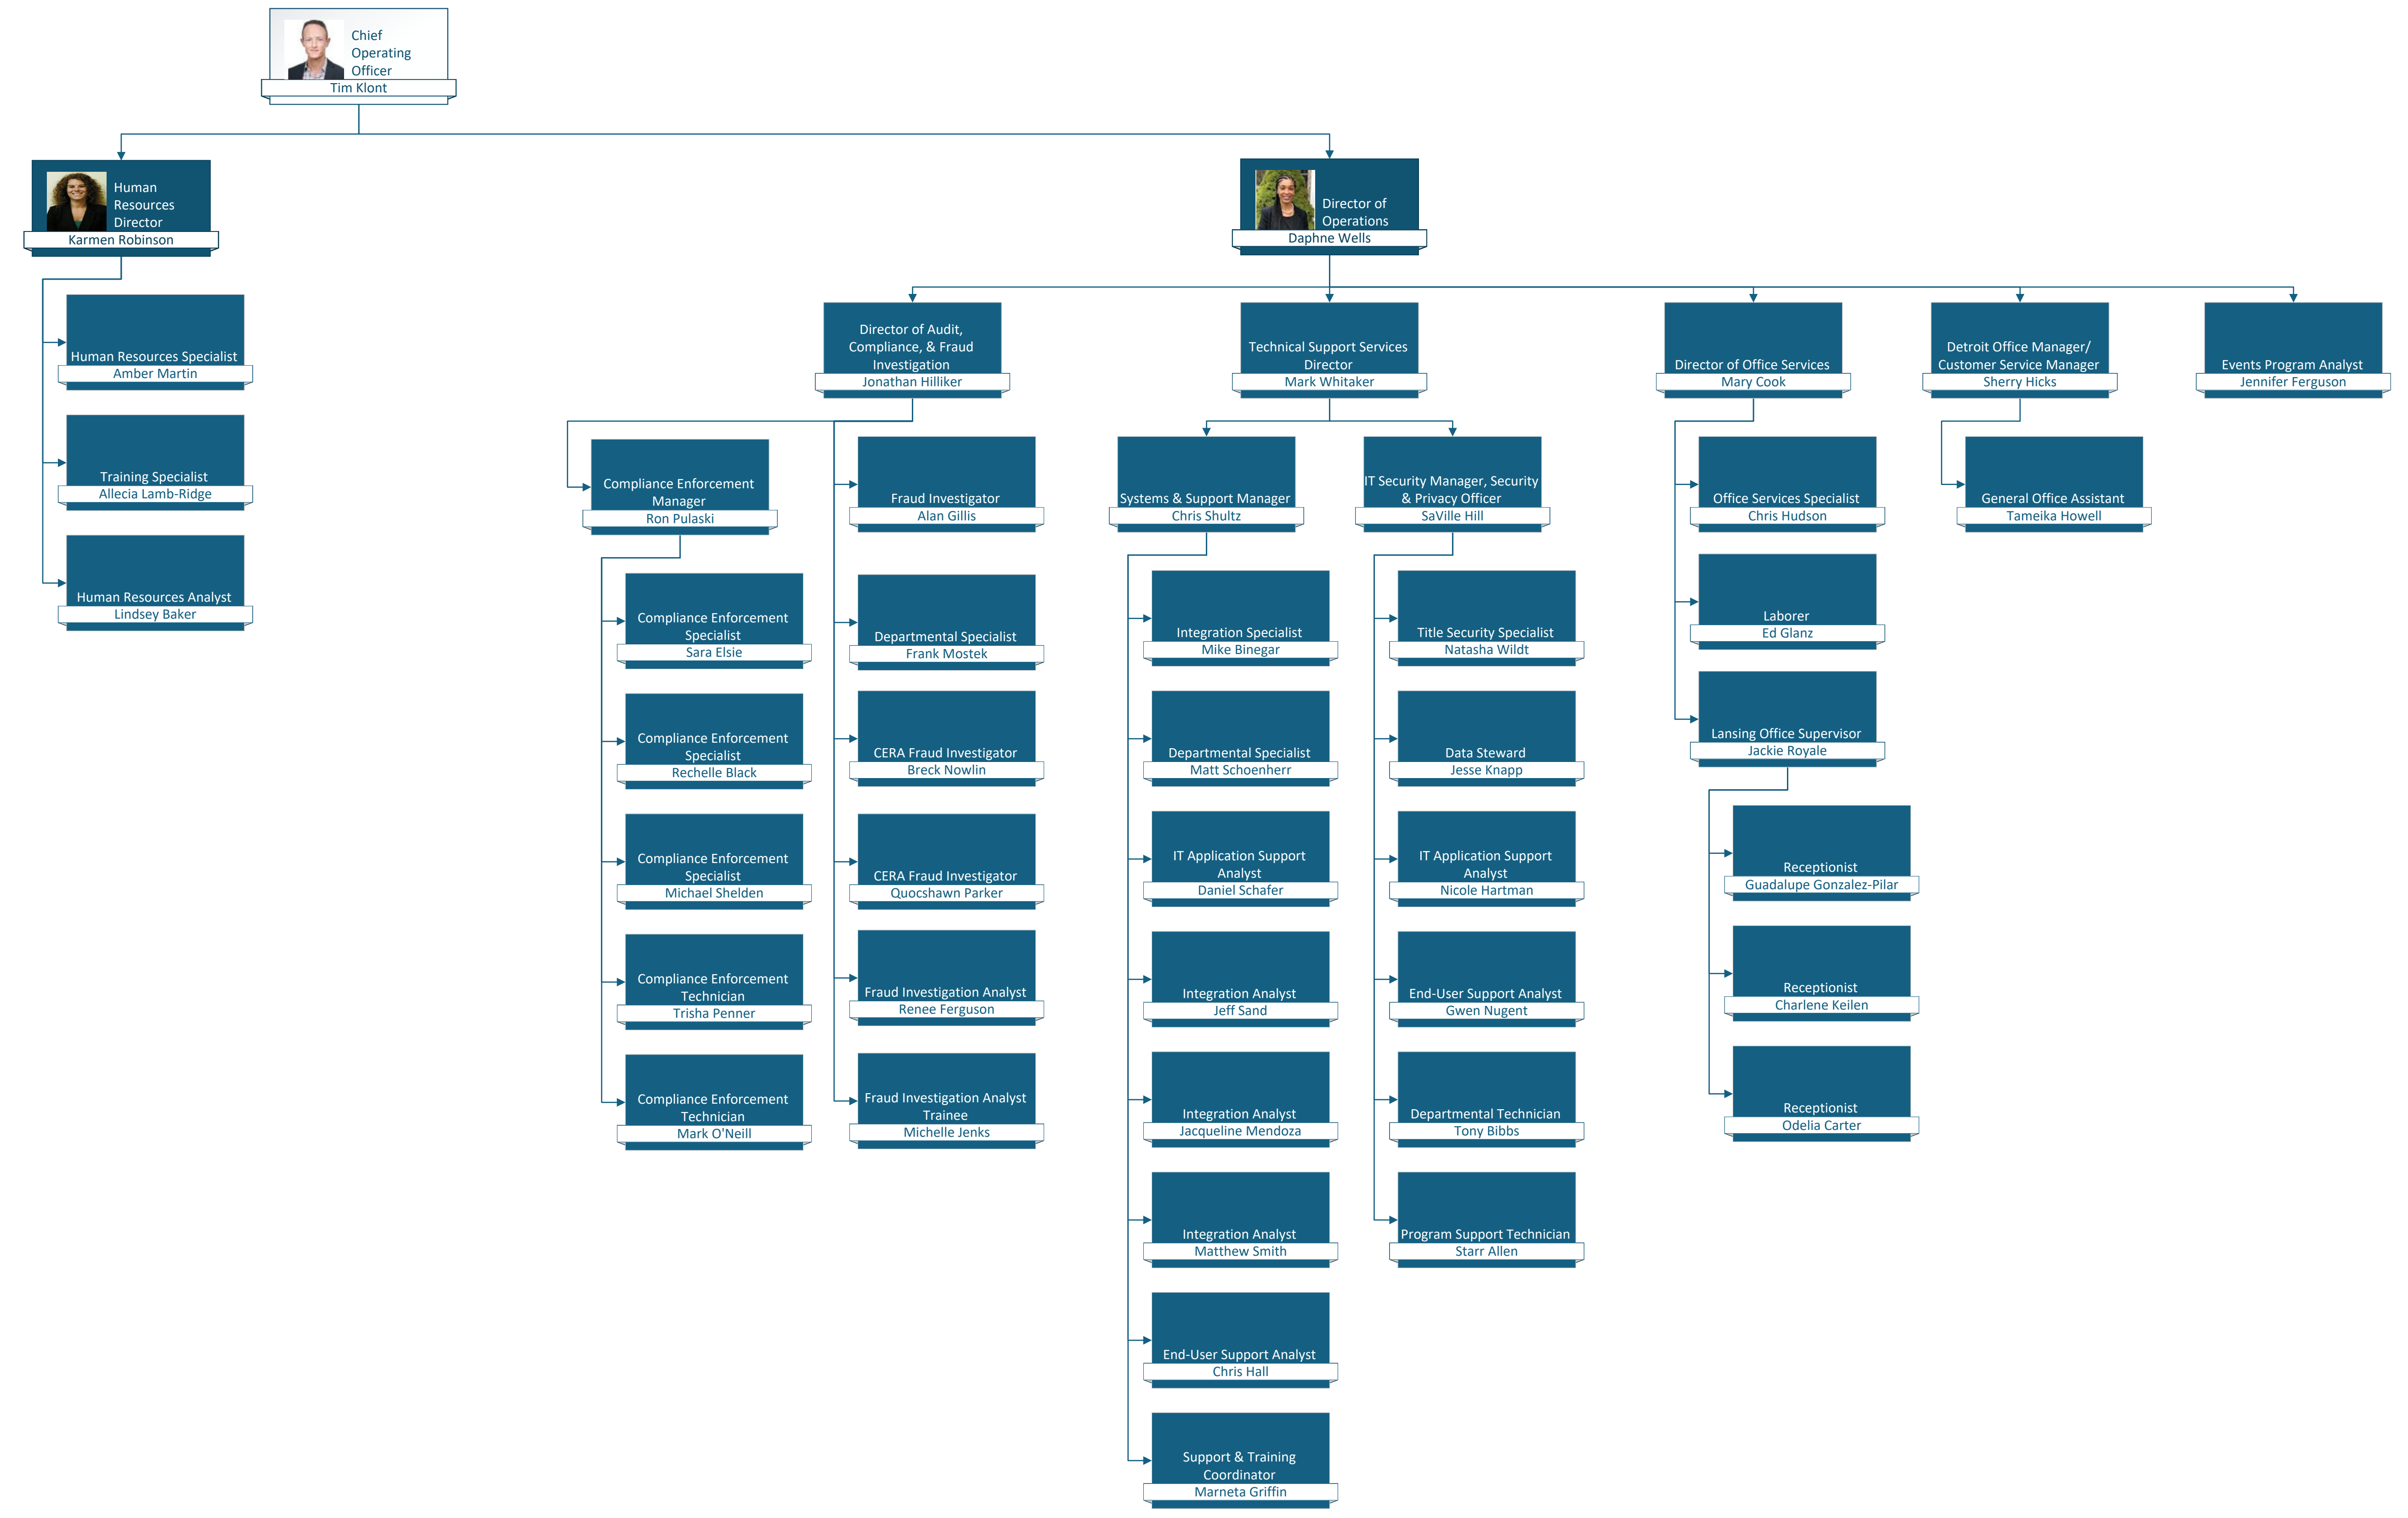 Chief
Operating
Officer
Tim Klont
Human
Resources
Director
Karmen Robinson
Director of
Operations
Daphne Wells
Human Resources Specialist
Amber Martin
Training Specialist
Allecia Lamb-Ridge
Human Resources Analyst
Lindsey Baker
Director of Audit,
Compliance, & Fraud
Investigation
Jonathan Hilliker
Technical Support Services
Director
Mark Whitaker
Director of Office Services
Mary Cook
Detroit Office Manager/
Customer Service Manager
Sherry Hicks
Events Program Analyst
Jennifer Ferguson
Compliance Enforcement
Manager
Ron Pulaski
Compliance Enforcement
Specialist
Sara Elsie
Compliance Enforcement
Specialist
Rechelle Black
Compliance Enforcement
Specialist
Michael Shelden
Compliance Enforcement
Technician
Trisha Penner
Compliance Enforcement
Technician
Mark O'Neill
Fraud Investigator
Alan Gillis
Departmental Specialist
Frank Mostek
CERA Fraud Investigator
Breck Nowlin
CERA Fraud Investigator
Quocshawn Parker
Fraud Investigation Analyst
Renee Ferguson
Fraud Investigation Analyst
Trainee
Michelle Jenks
Systems & Support Manager
Chris Shultz
Integration Specialist
Mike Binegar
Departmental Specialist
Matt Schoenherr
IT Application Support
Analyst
Daniel Schafer
Integration Analyst
Jeff Sand
Integration Analyst
Jacqueline Mendoza
Integration Analyst
Matthew Smith
End-User Support Analyst
Chris Hall
Support & Training
Coordinator
Marneta Griffin
IT Security Manager, Security
& Privacy Officer
SaVille Hill
Title Security Specialist
Natasha Wildt
Data Steward
Jesse Knapp
IT Application Support
Analyst
Nicole Hartman
End-User Support Analyst
Gwen Nugent
Departmental Technician
Tony Bibbs
Program Support Technician
Starr Allen
Office Services Specialist
Chris Hudson
Laborer
Ed Glanz
Lansing Office Supervisor
Jackie Royale
Receptionist
Guadalupe Gonzalez-Pilar
Receptionist
Charlene Keilen
Receptionist
Odelia Carter
General Office Assistant
Tameika Howell